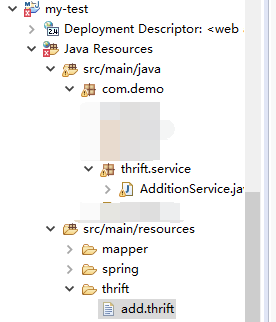 my-test
Deployment Descriptor: <web
Java Resources
src/main/java
com.demo
thrift.service
AdditionService.ja
src/main/resources
mapper
spring
thrift
add.thrift